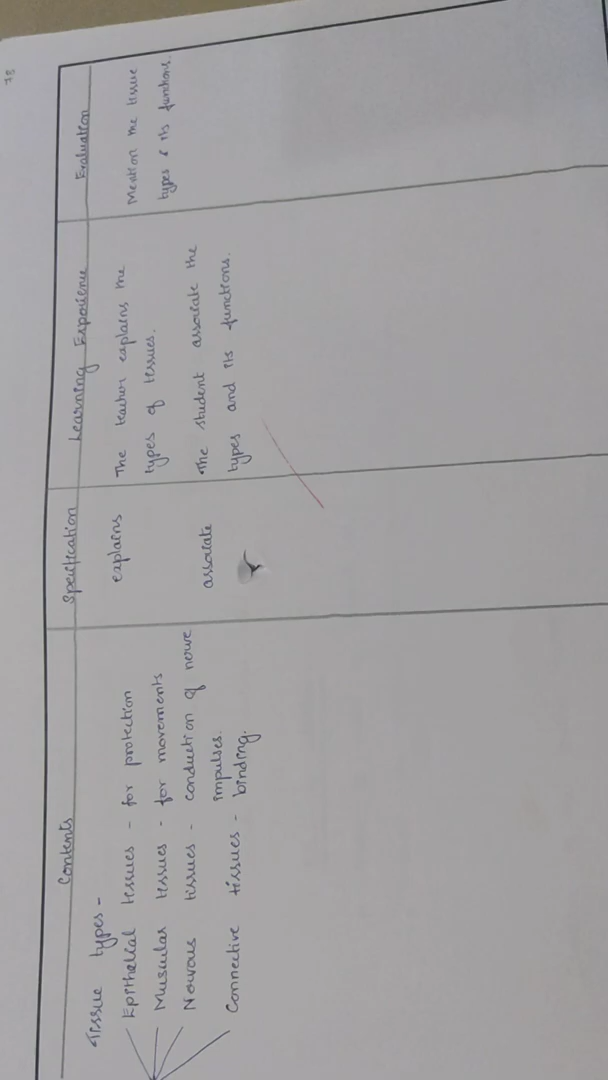 78
Contents
Tissue types -
Epithelial tissues - for protection
Muscular tissues - for movements
Nervous tissues - conduction of nerve
impulses.
Connective tissues - binding.
Specification
explains
associate
Learning Experience
The teacher explains the
types of tissues.
The student associate the
types and its functions.
Evaluation
Mention the tissue
types & its functions.